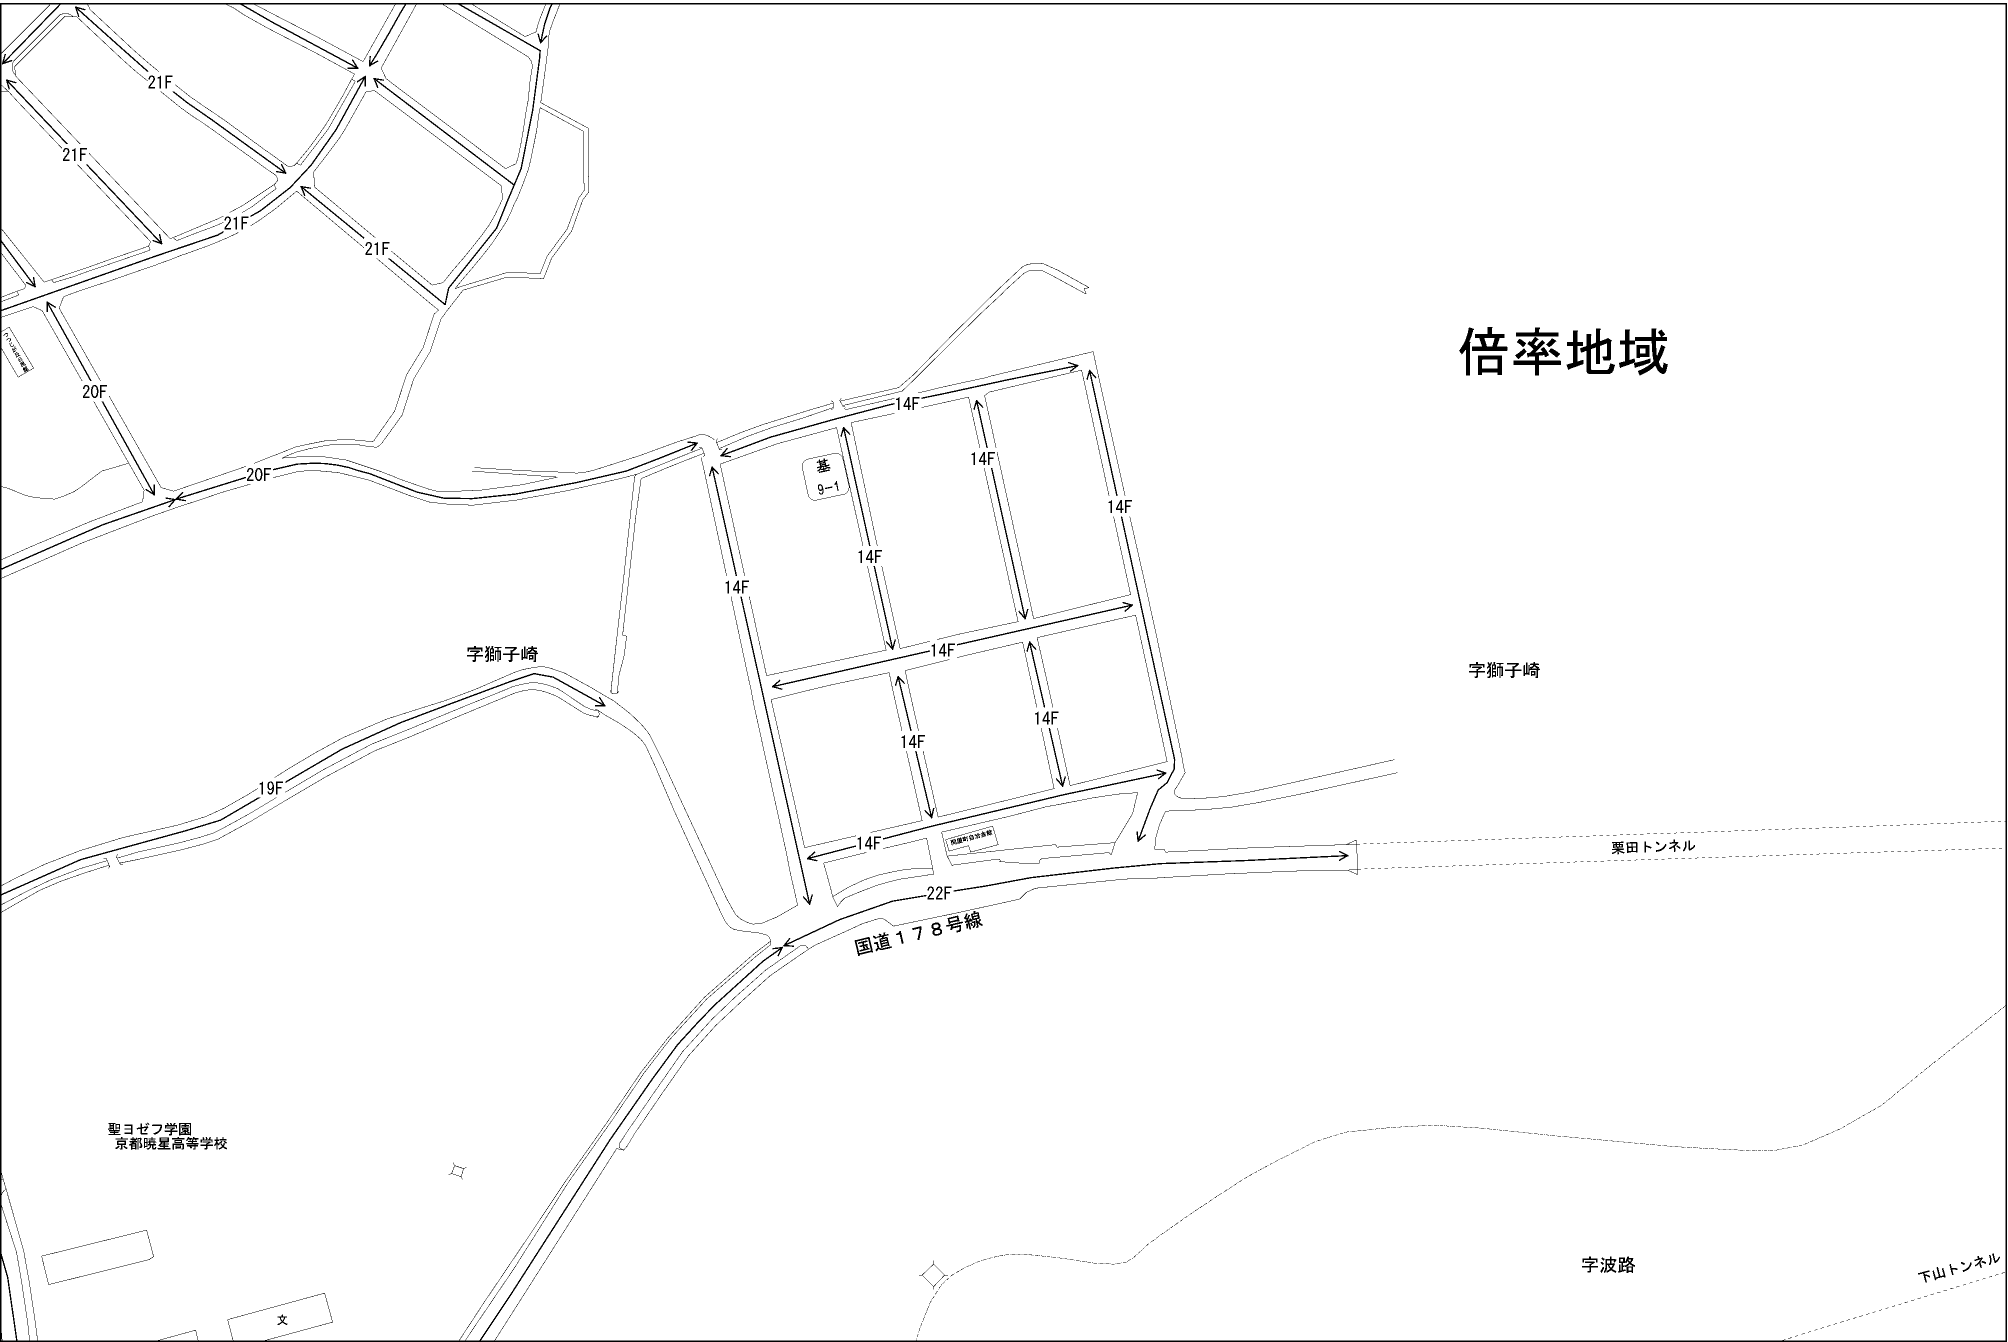 21F
21F
21F
21F
倍率地域
20F
14F
14F
20F
基
9-1
14F
14F
14F
14F
14F
字獅子崎
字獅子崎
14F
14F
19F
14F
栗田トンネル
22F
国道178号線
聖ヨゼフ学園
京都暁星高等学校
字波路
下山トンネル
文